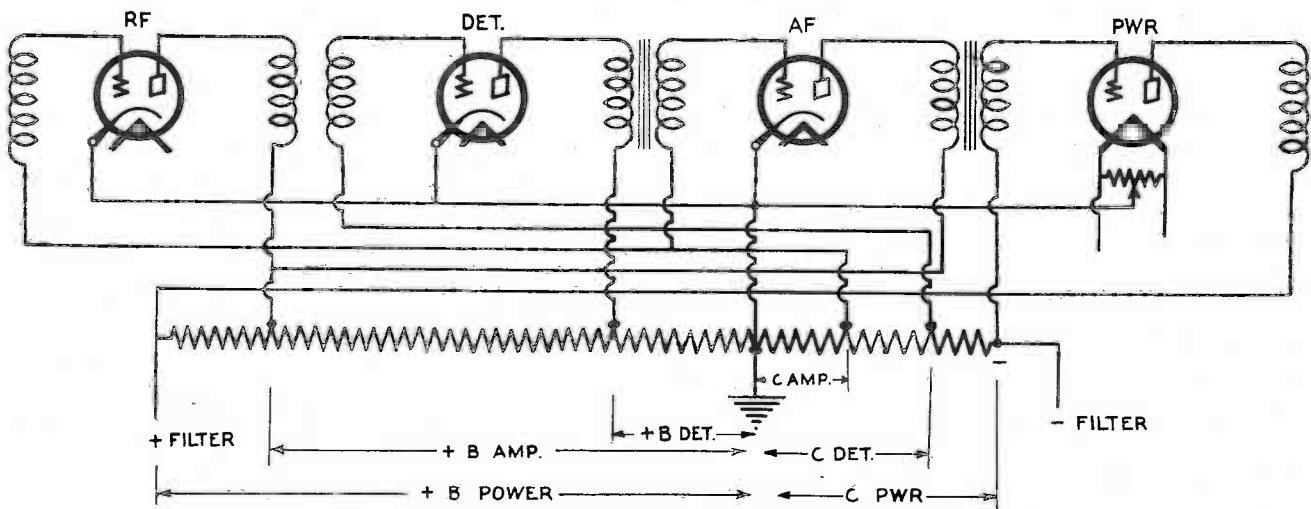 RF
DET.
AF
PWR
C AMP.
+ FILTER
+ B DET.
- FILTER
+ B AMP.
C DET.
+ B POWER
C PWR